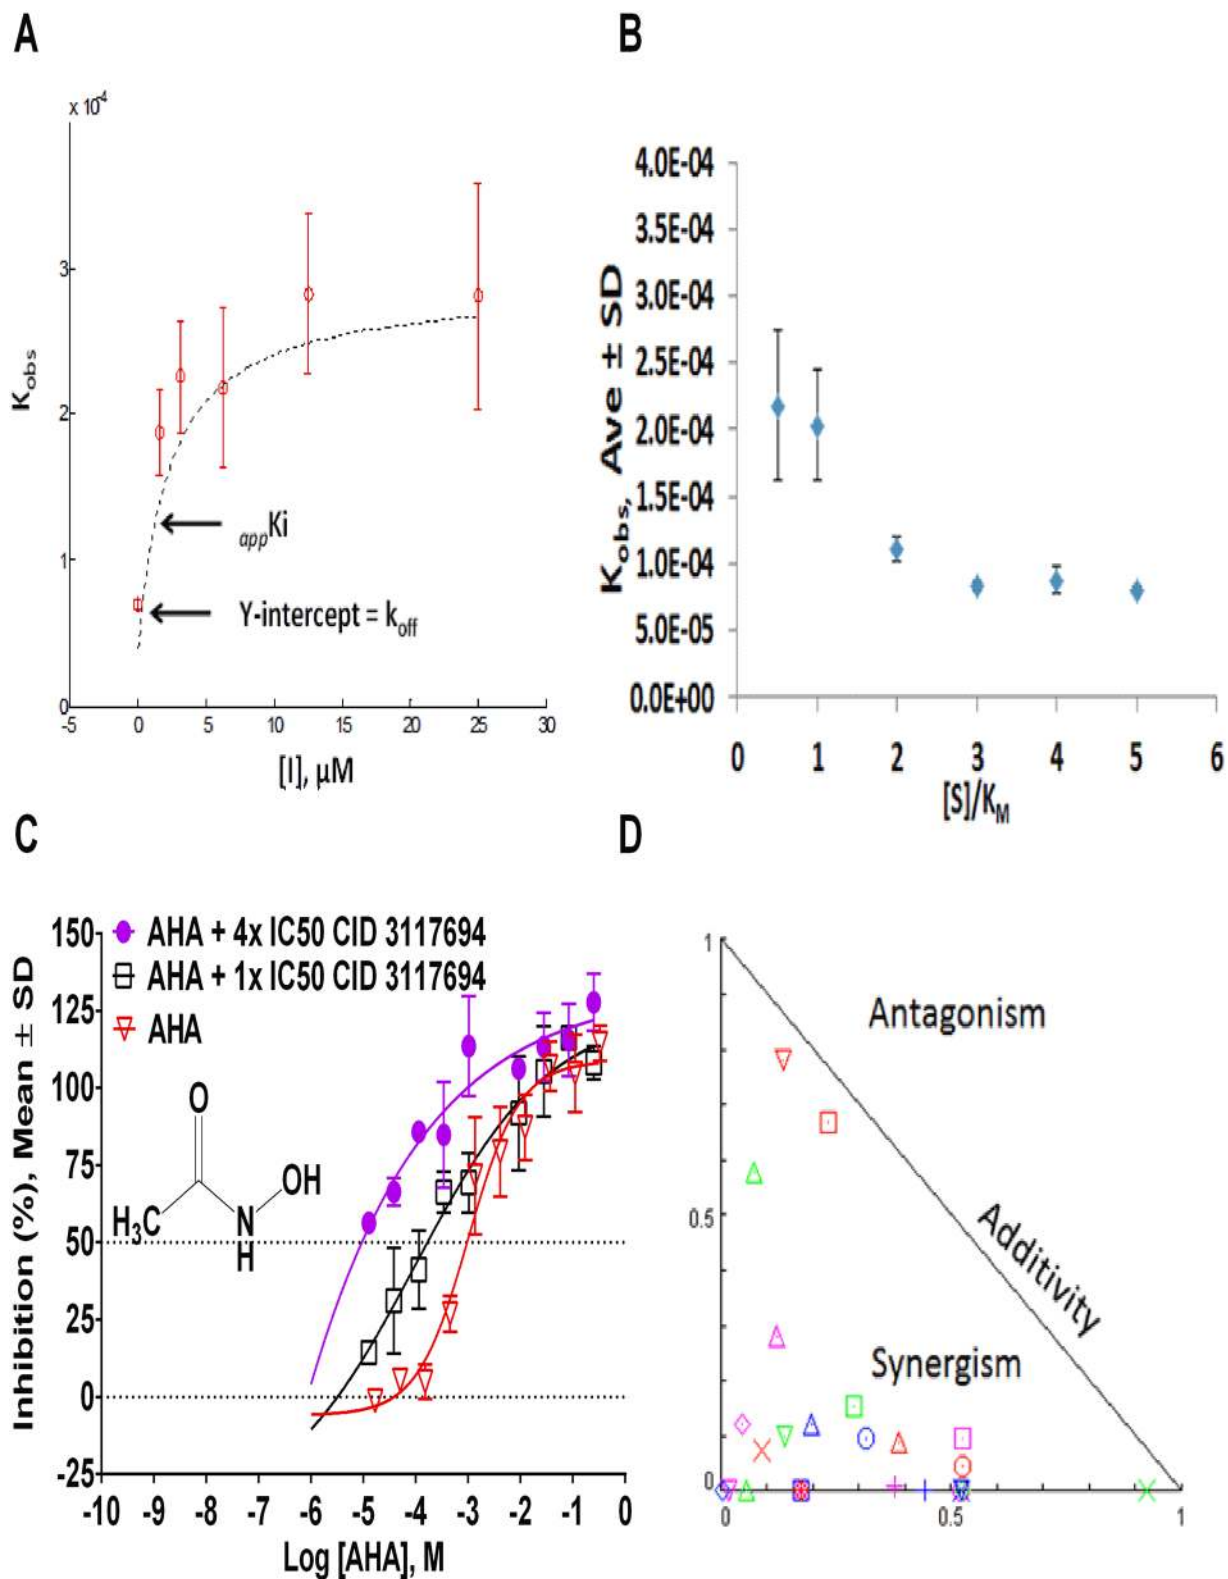 A
x 10-4
3
2
1
0
Kobs
appKi
Y-intercept = koff
-5 0 5 10 15 20 25 30
[I], μM
B
4.0E-04
3.5E-04
3.0E-04
2.5E-04
2.0E-04
1.5E-04
1.0E-04
5.0E-05
0.0E+00
Kobs, Ave ± SD
0 1 2 3 4 5 6
[S]/KM
C
AHA + 4x IC50 CID 3117694
AHA + 1x IC50 CID 3117694
AHA
150
125
100
75
50
25
0
-25
Inhibition (%), Mean ± SD
O
OH
H3C
N
H
-10 -9 -8 -7 -6 -5 -4 -3 -2 -1 0
Log [AHA], M
D
1
0.5
0
Antagonism
Additivity
Synergism
0 0.5 1